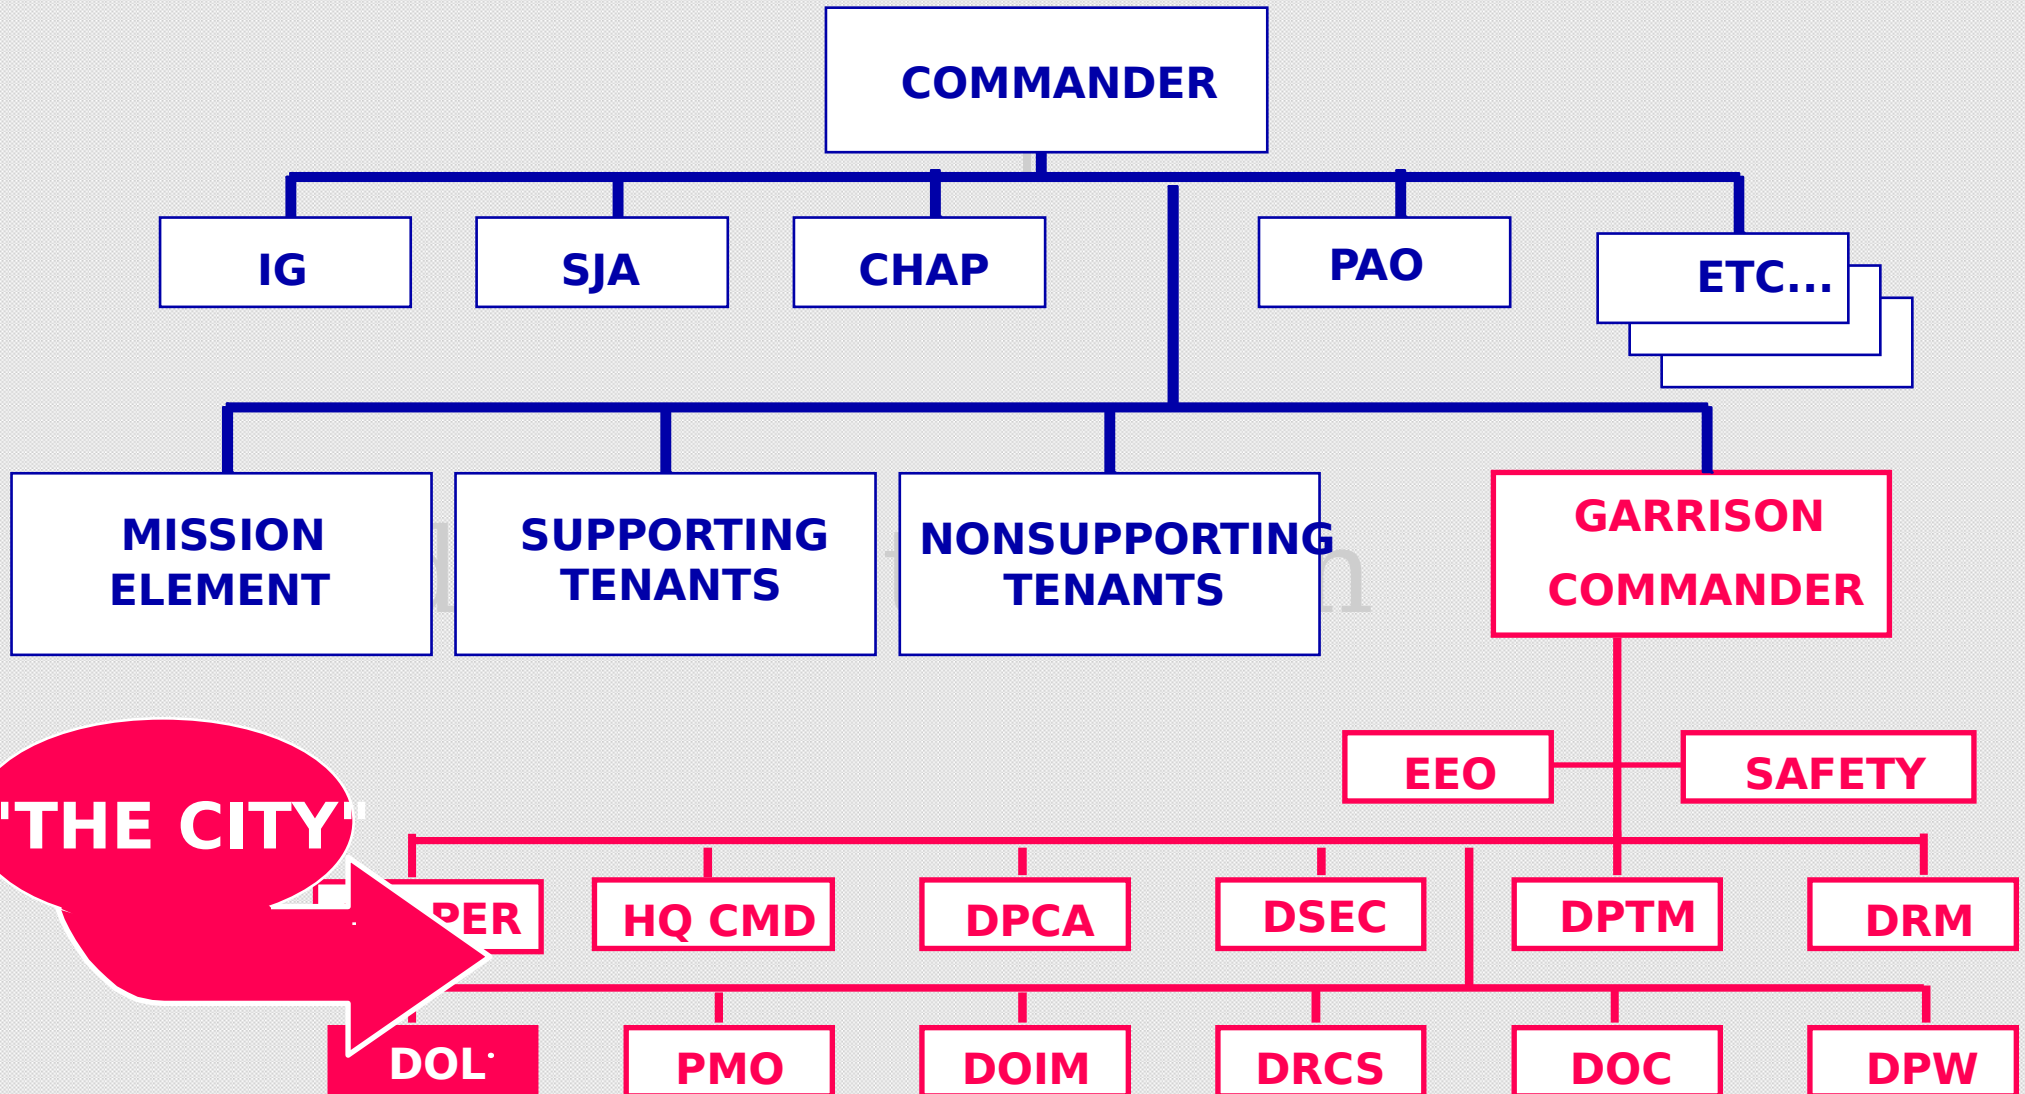 COMMANDER
IG
SJA
CHAP
PAO
ETC...
MISSION
ELEMENT
SUPPORTING
TENANTS
NONSUPPORTING
TENANTS
GARRISON
COMMANDER
EEO
SAFETY
"THE CITY"
PER
HQ CMD
DPCA
DSEC
DPTM
DRM
DOL
PMO
DOIM
DRCS
DOC
DPW